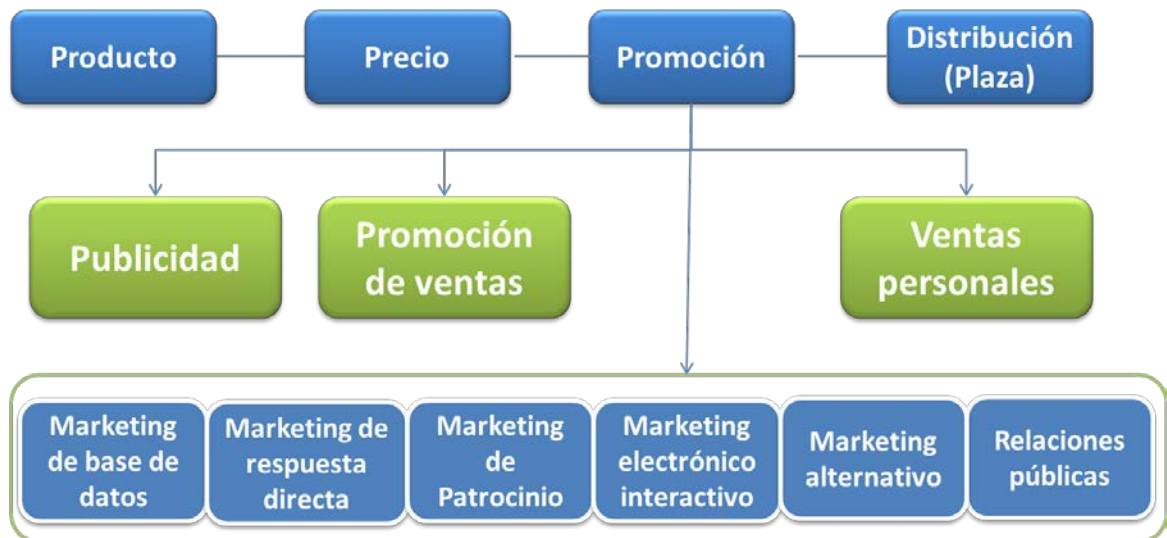 Producto
Precio
Promoción
Distribución
(Plaza)
Publicidad
Promoción
de ventas
Ventas
personales
Marketing
de base de
datos
Marketing de
respuesta
directa
Marketing
de
Patrocinio
Marketing
electrónico
interactivo
Marketing
alternativo
Relaciones
públicas